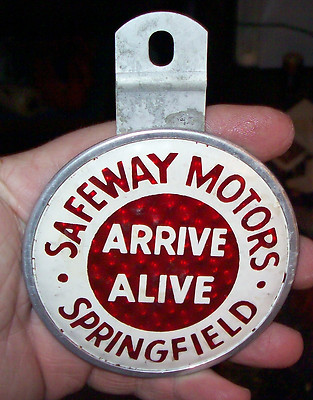 · SAFEWAY MOTORS ·
ARRIVE
ALIVE
SPRINGFIELD